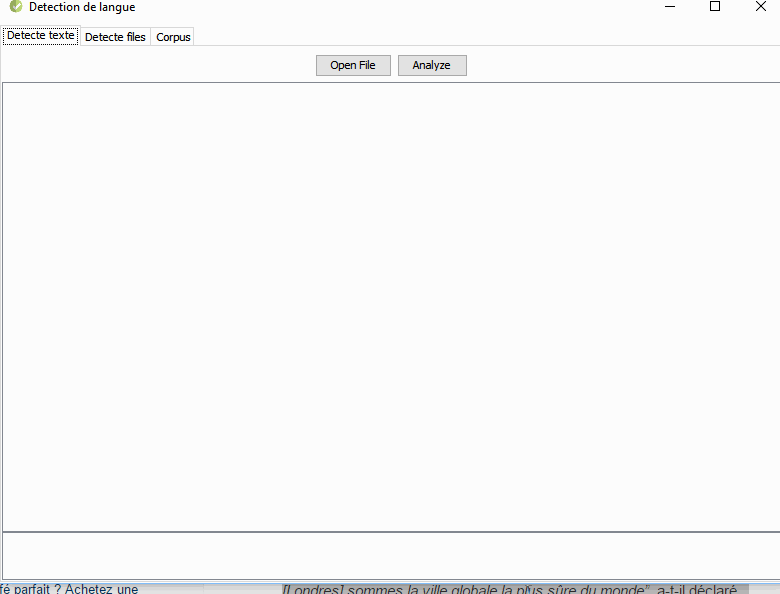 Detection de langue
Detecte texte Detecte files Corpus
Open File Analyze
fé parfait ? Achetez une [Londres] sommes la ville globale la plus sûre du monde", a-t-il déclaré